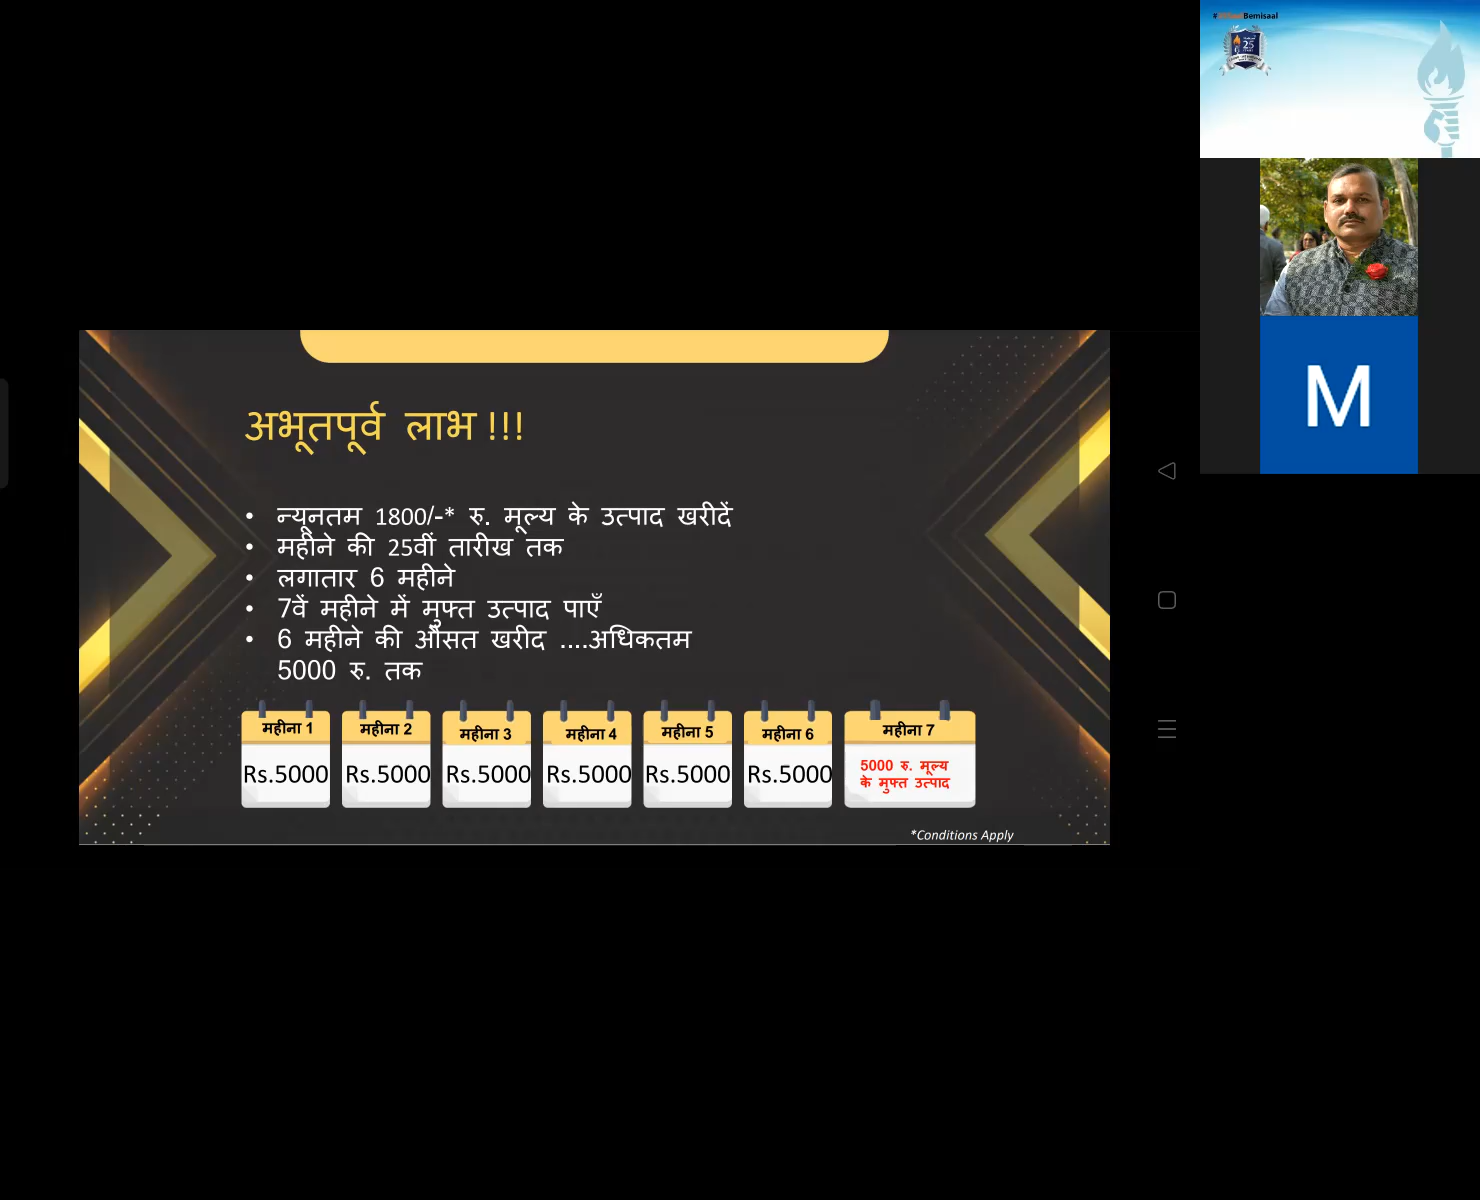 अभूतपूर्व लाभ !!!
• न्यूनतम 1800/-* रु. मूल्य के उत्पाद खरीदें
• महीने की 25वीं तारीख तक
• लगातार 6 महीने
• 7वें महीने में मुफ्त उत्पाद पाएँ
• 6 महीने की औसत खरीद ....अधिकतम
5000 रु. तक
महीना 1
महीना 2
महीना 3
महीना 4
महीना 5
महीना 6
महीना 7
Rs.5000
Rs.5000
Rs.5000
Rs.5000
Rs.5000
Rs.5000
5000 रु. मूल्य
के मुफ्त उत्पाद
*Conditions Apply
Bemisaal
25
M